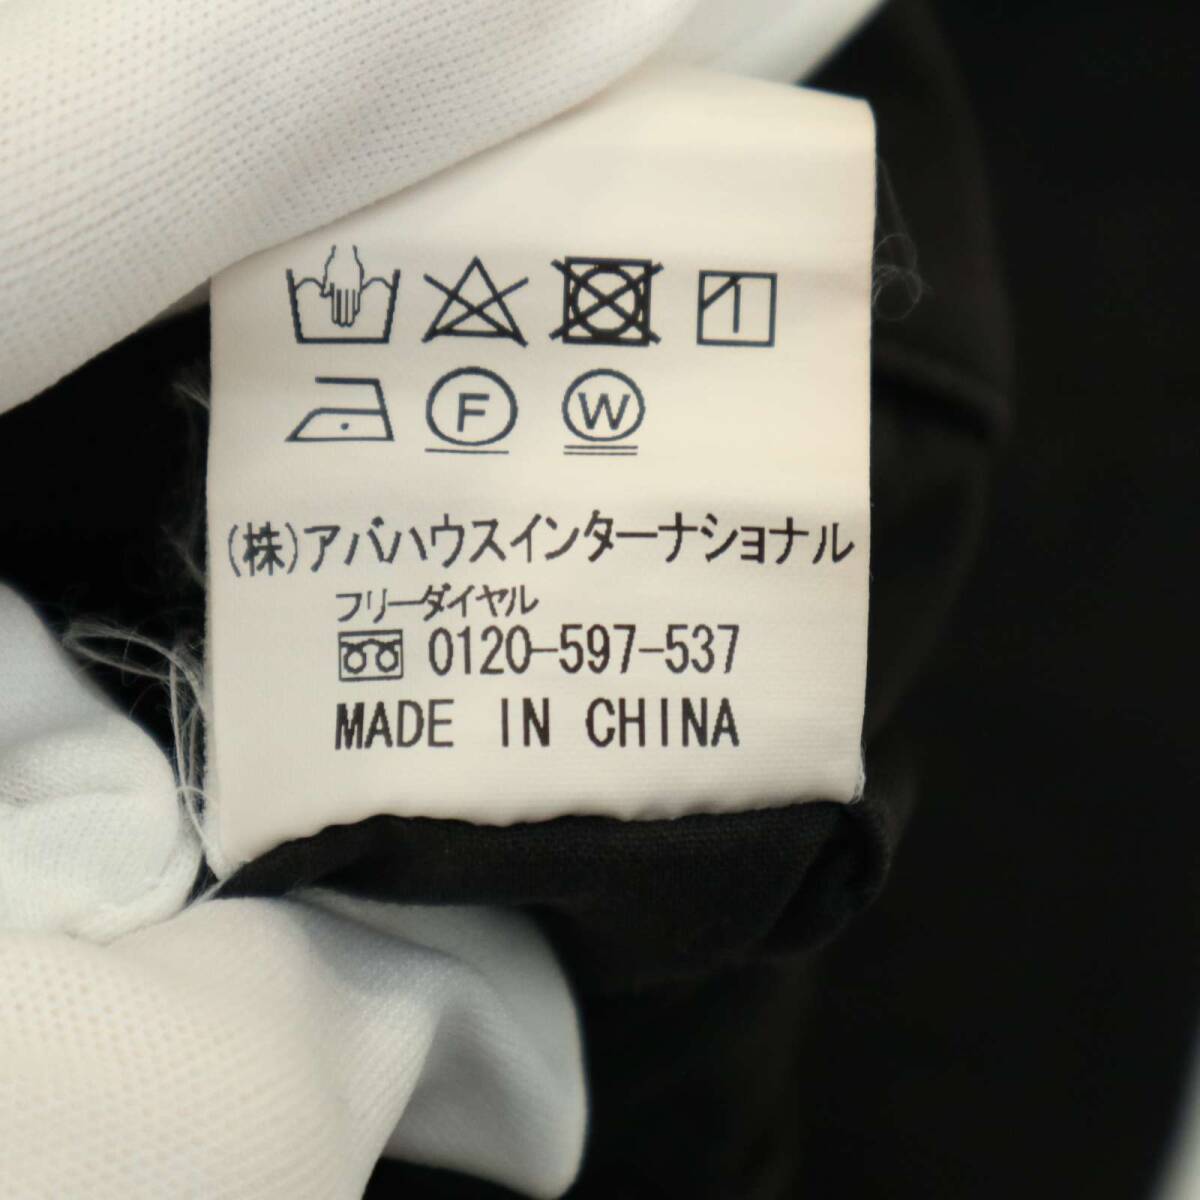 F W
(株)アバハウスインターナショナル
フリーダイヤル
0120-597-537
MADE IN CHINA